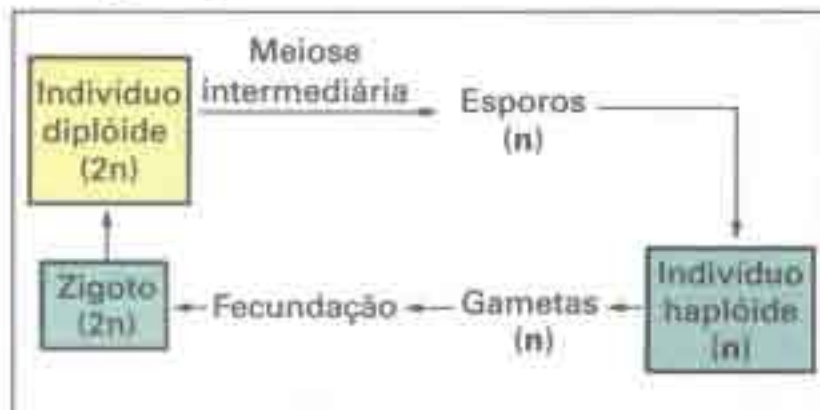 Indivíduo
diplóide
(2n)
Meiose
intermediária
Esporos
(n)
Indivíduo
haplóide
(n)
Gametas
(n)
Fecundação
Zigoto
(2n)